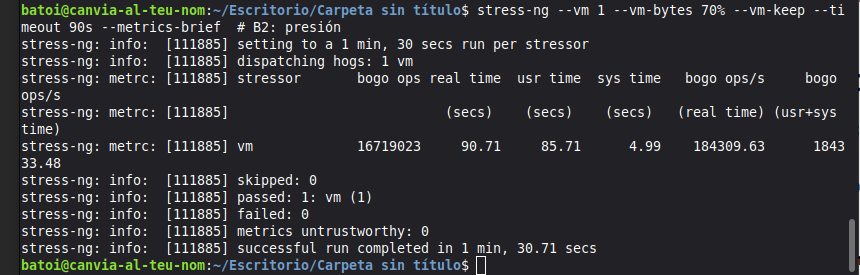 batoi@canvia-al-teu-nom:~/Escritorio/Carpeta sin título$ stress-ng --vm 1 --vm-bytes 70% --vm-keep --ti
meout 90s --metrics-brief  # B2: presión
stress-ng: info:  [111885] setting to a 1 min, 30 secs run per stressor
stress-ng: info:  [111885] dispatching hogs: 1 vm
stress-ng: metrc: [111885] stressor       bogo ops real time  usr time  sys time   bogo ops/s     bogo
ops/s
stress-ng: metrc: [111885]                           (secs)    (secs)    (secs)   (real time) (usr+sys
time)
stress-ng: metrc: [111885] vm             16719023     90.71     85.71      4.99    184309.63      1843
33.48
stress-ng: info:  [111885] skipped: 0
stress-ng: info:  [111885] passed: 1: vm (1)
stress-ng: info:  [111885] failed: 0
stress-ng: info:  [111885] metrics untrustworthy: 0
stress-ng: info:  [111885] successful run completed in 1 min, 30.71 secs
batoi@canvia-al-teu-nom:~/Escritorio/Carpeta sin título$